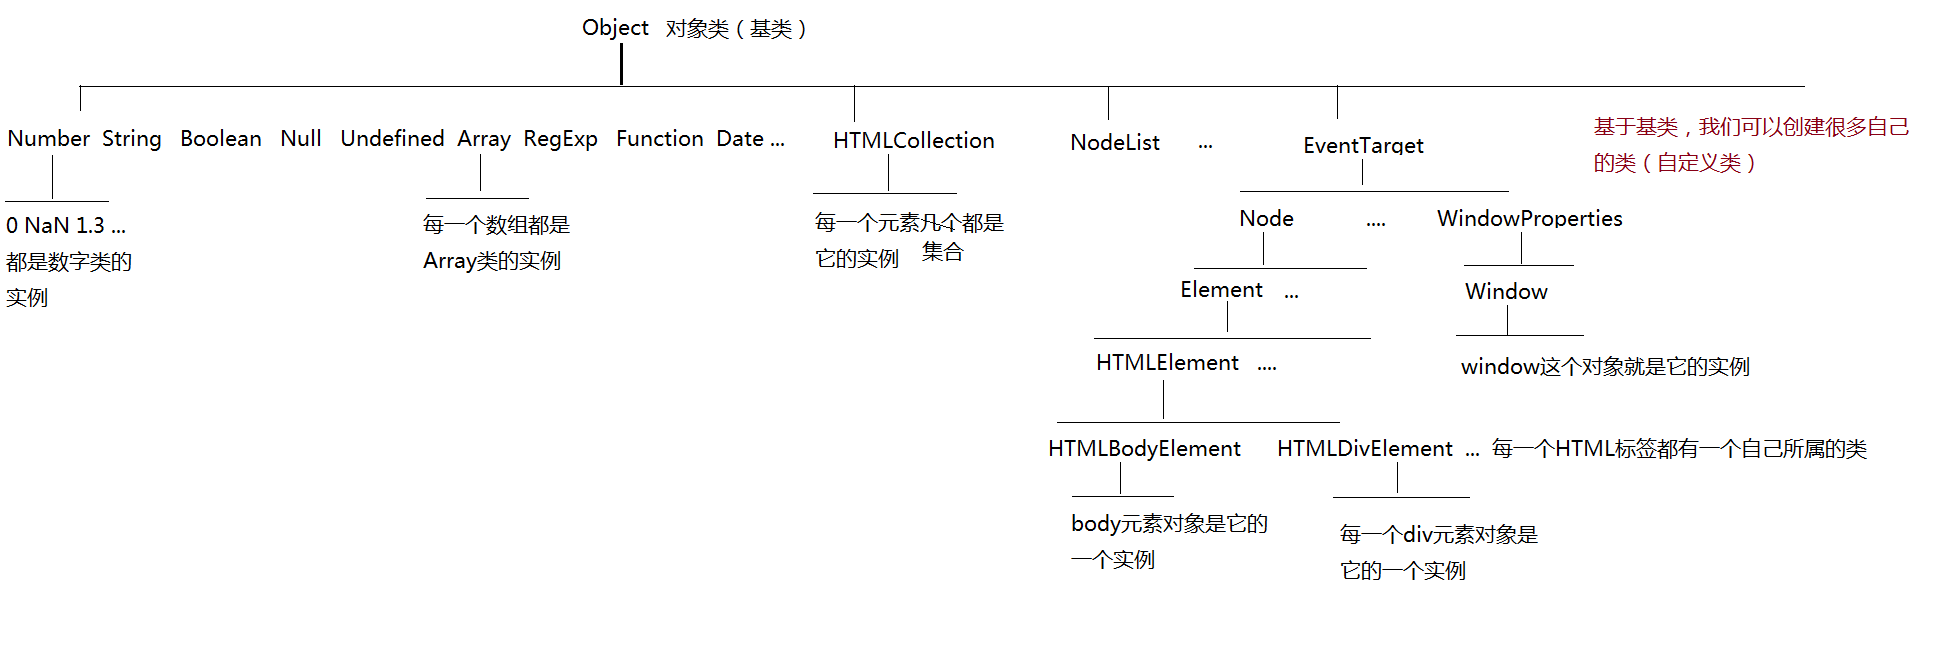 Object 对象类（基类）
Number String Boolean Null Undefined Array RegExp Function Date ... HTMLCollection NodeList ... EventTarget
基于基类，我们可以创建很多自己
的类（自定义类）
0 NaN 1.3 ...
都是数字类的
实例
每一个数组都是
Array类的实例
每一个元素 个都是
集合
它的实例
Node .... WindowProperties
Element ... Window
HTMLElement .... window这个对象就是它的实例
HTMLBodyElement HTMLDivElement ... 每一个HTML标签都有一个自己所属的类
body元素对象是它的
一个实例
每一个div元素对象是
它的一个实例